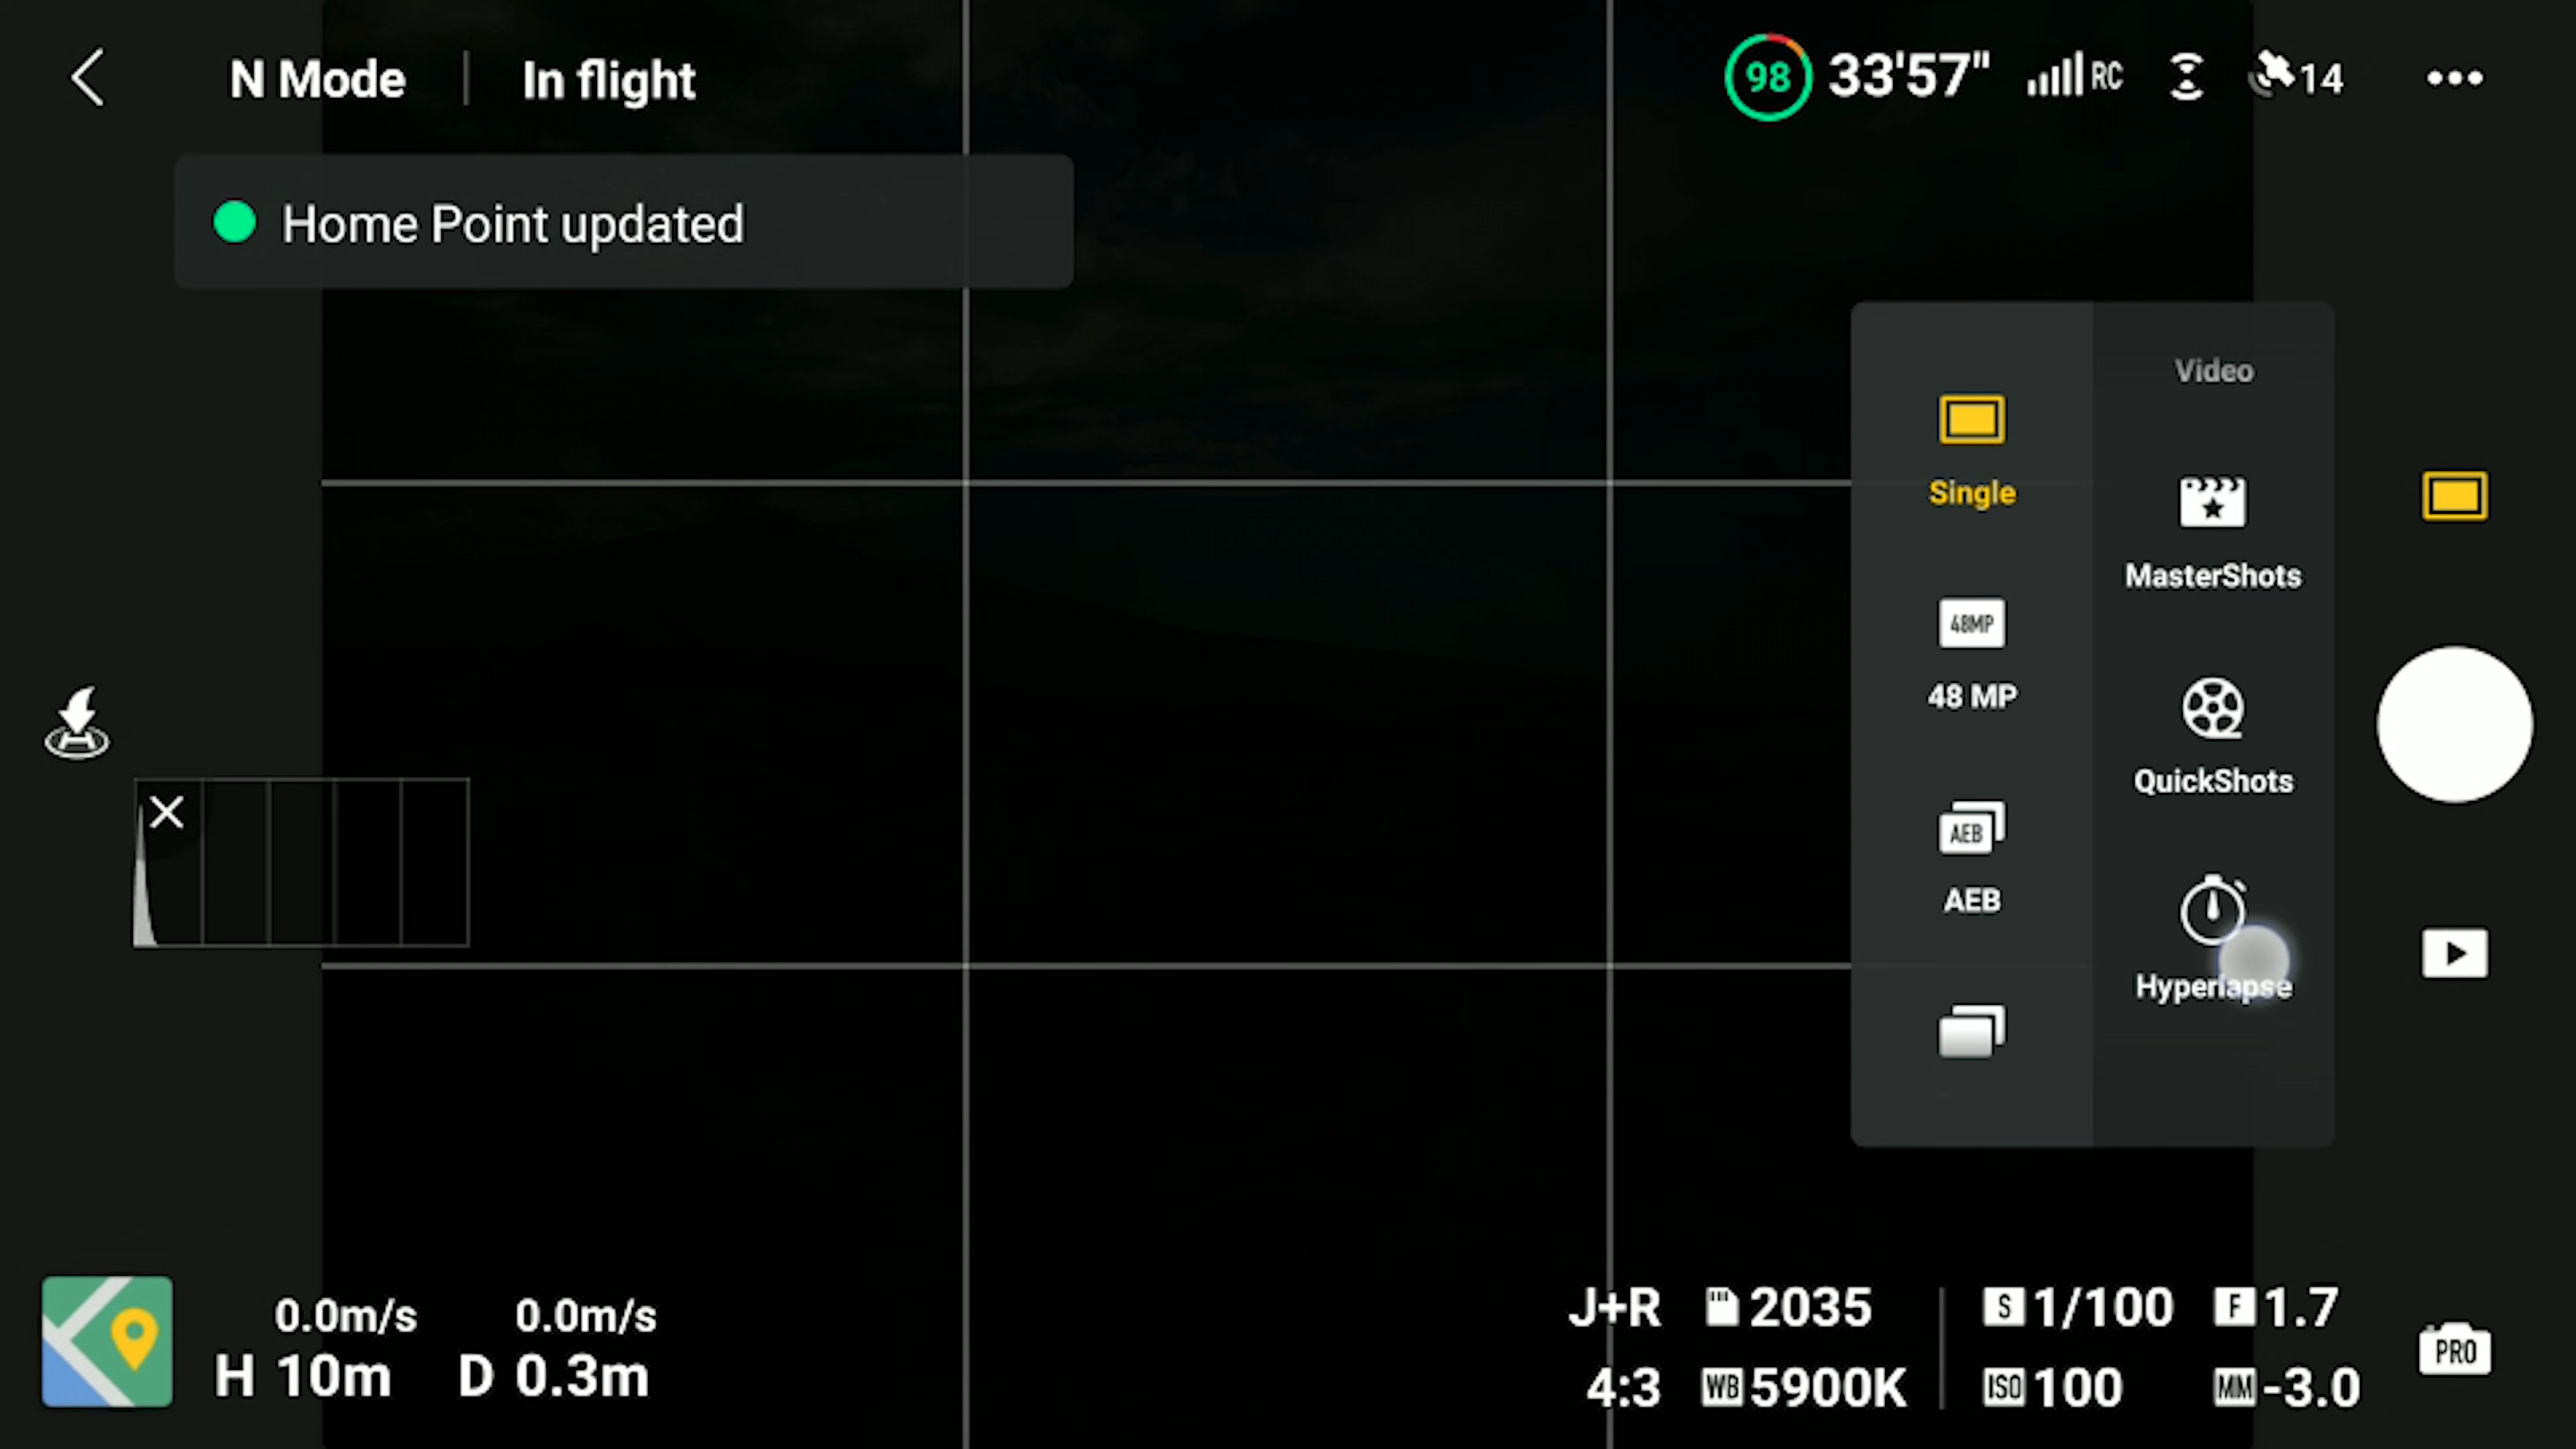 N Mode | In flight
98 33'57" RC 14
Home Point updated
Video
Single
MasterShots
48MP
48 MP
QuickShots
AEB
AEB
Hyperlapse
0.0m/s 0.0m/s
H 10m D 0.3m
J+R 2035 S 1/100 F 1.7
4:3 WB 5900K ISO 100 MM -3.0
PRO